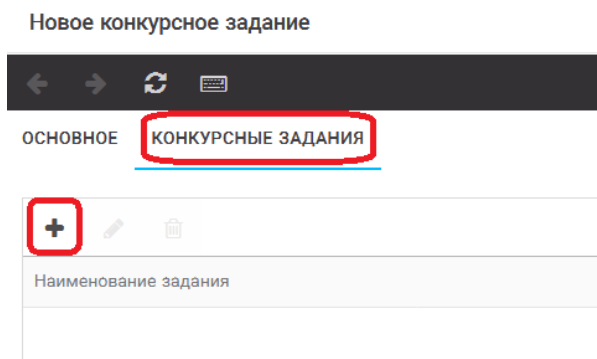 Новое конкурсное задание
ОСНОВНОЕ КОНКУРСНЫЕ ЗАДАНИЯ
Наименование задания